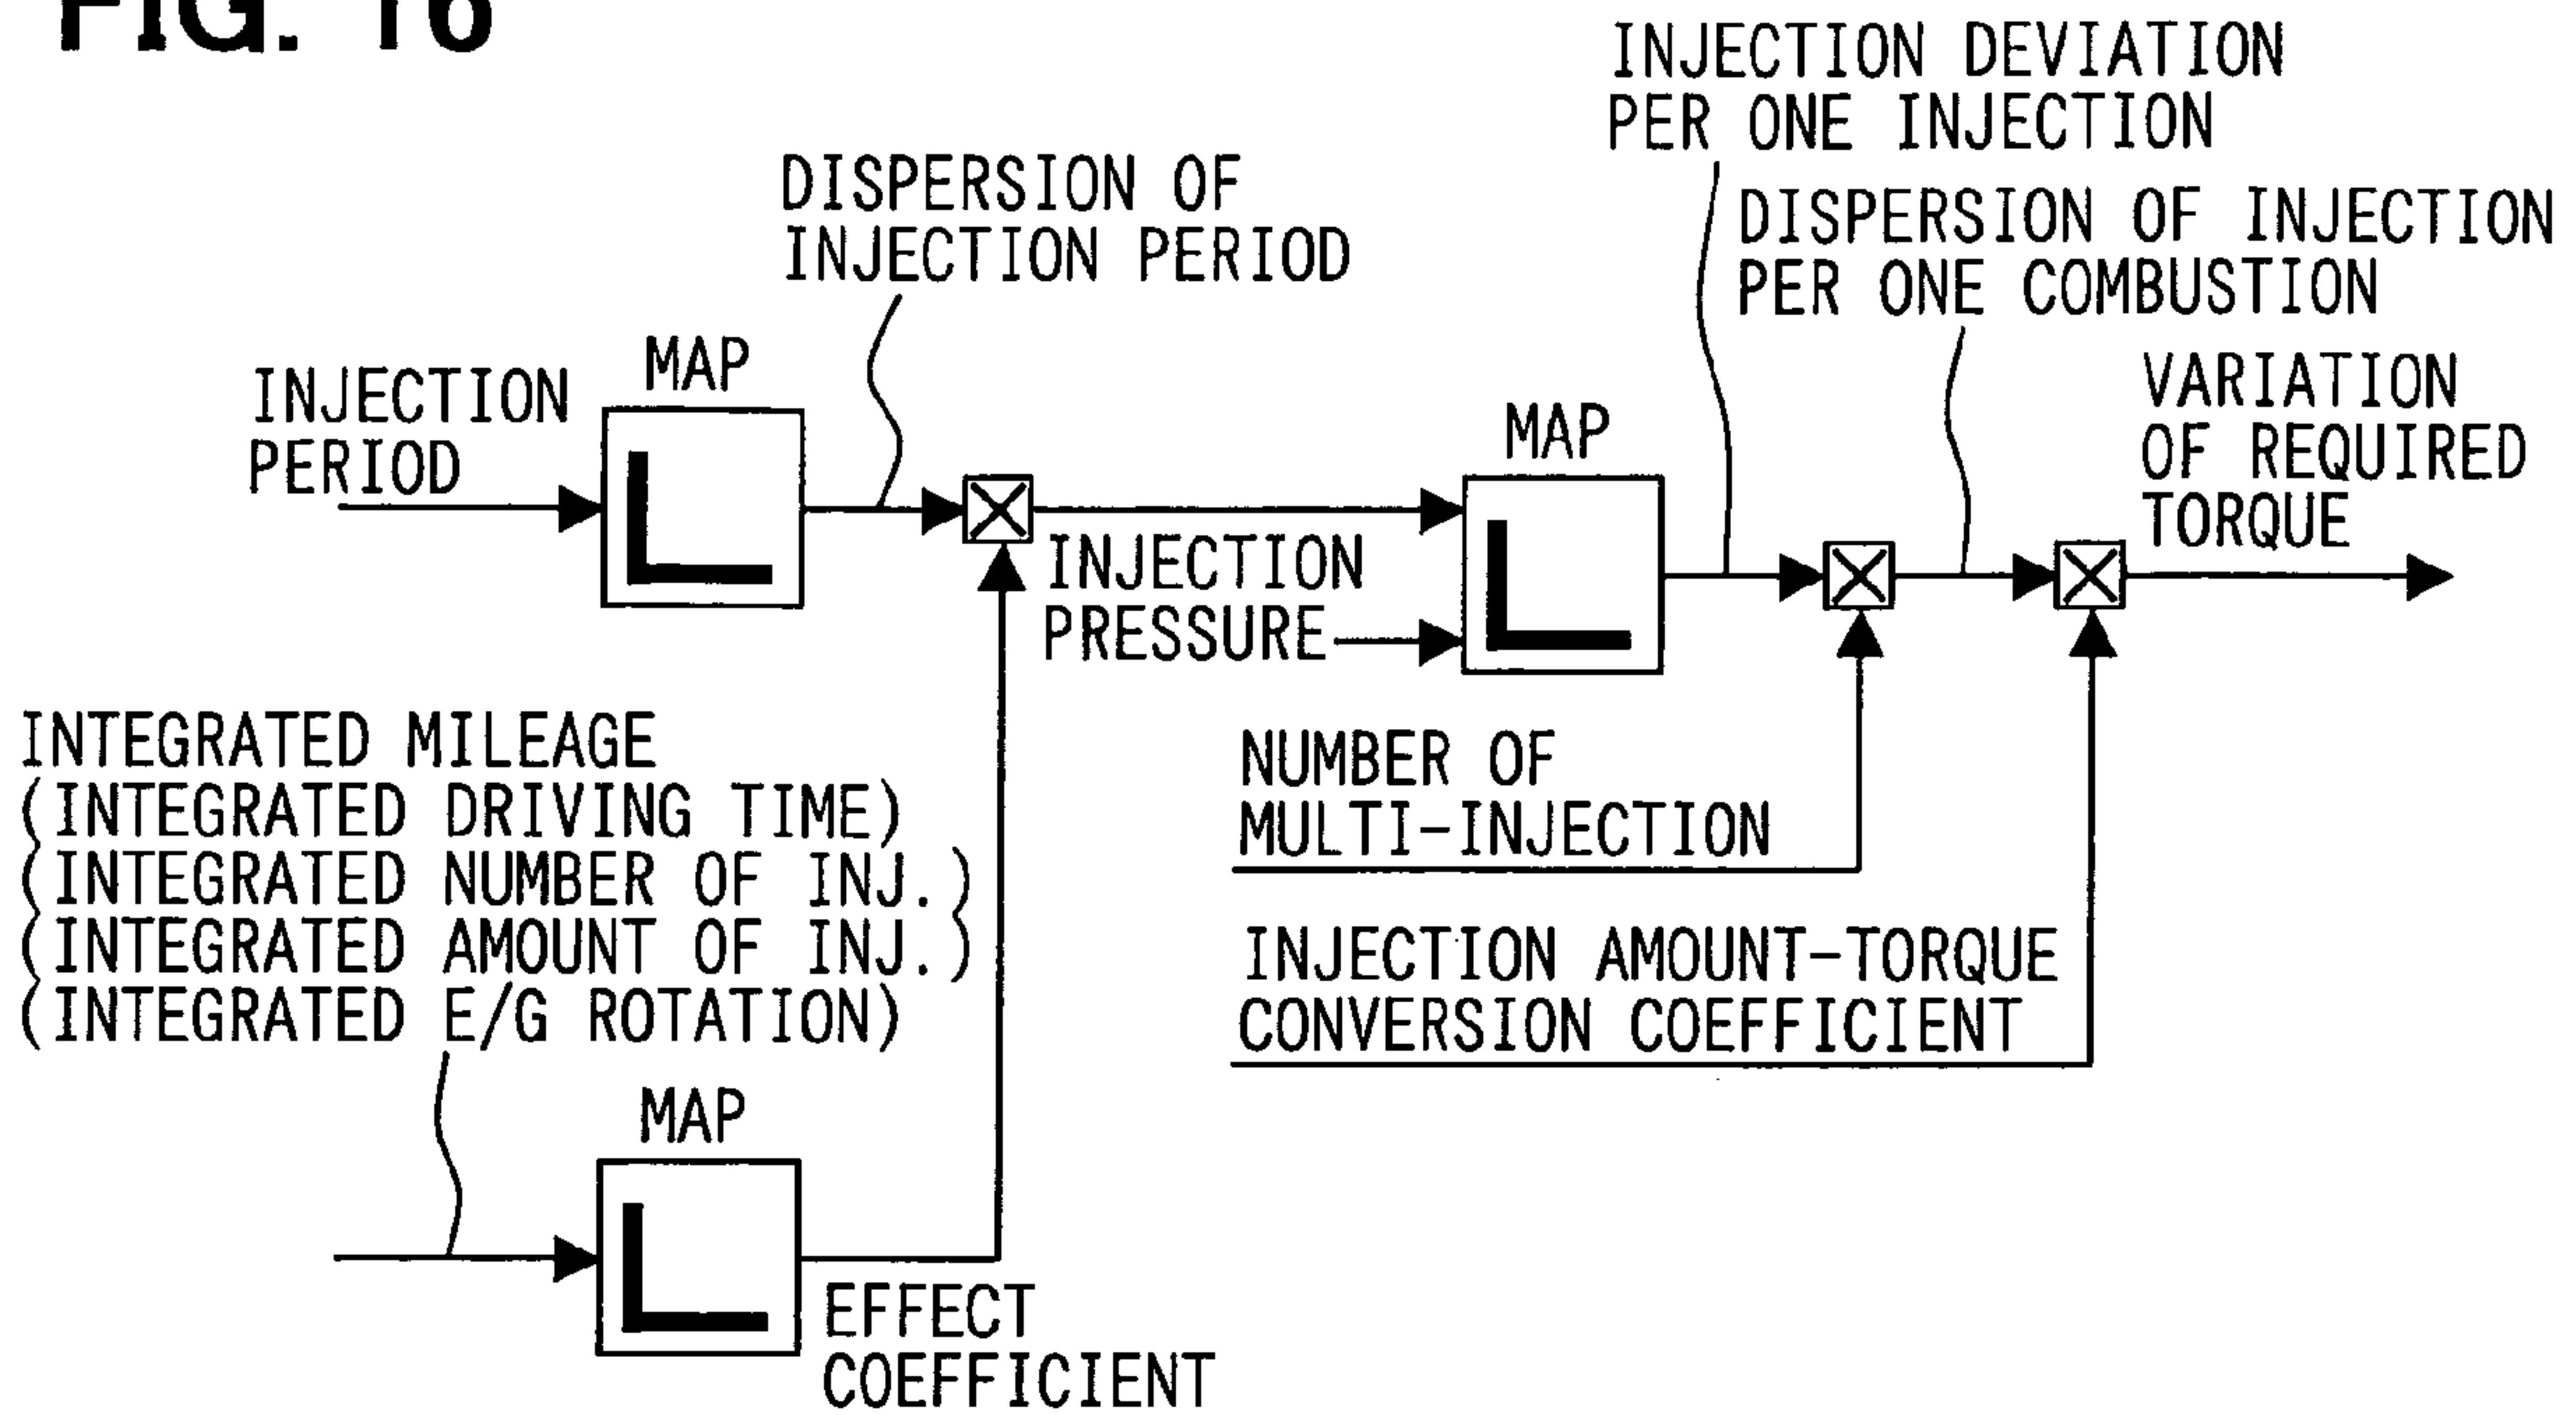 FIG. 16
INJECTION DEVIATION
PER ONE INJECTION
DISPERSION OF
INJECTION PERIOD
DISPERSION OF INJECTION
PER ONE COMBUSTION
MAP
INJECTION
PERIOD
MAP
VARIATION
OF REQUIRED
TORQUE
INJECTION
PRESSURE
INTEGRATED MILEAGE
(INTEGRATED DRIVING TIME)
(INTEGRATED NUMBER OF INJ.)
(INTEGRATED AMOUNT OF INJ.)
(INTEGRATED E/G ROTATION)
NUMBER OF
MULTI-INJECTION
INJECTION AMOUNT-TORQUE
CONVERSION COEFFICIENT
MAP
EFFECT
COEFFICIENT